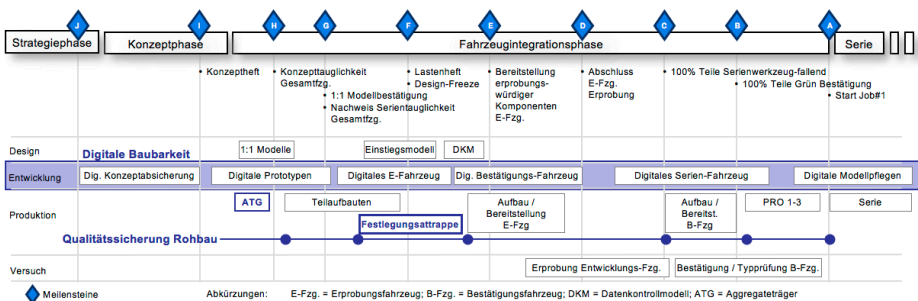 J
I
H
G
F
E
D
C
B
A
Strategiephase
Konzeptphase
Fahrzeugintegrationsphase
Serie
• Konzeptheft
• Konzepttauglichkeit
Gesamtfzg.
• 1:1 Modellbestätigung
• Nachweis Serientauglichkeit
Gesamtfzg.
• Lastenheft
• Design-Freeze
• Bereitstellung
erprobungs-
würdiger
Komponenten
E-Fzg.
• Abschluss
E-Fzg.
Erprobung
• 100% Teile Serienwerkzeug-fallend
• 100% Teile Grün Bestätigung
• Start Job#1
Design
Digitale Baubarkeit
1:1 Modelle
Einstiegsmodell
DKM
Entwicklung
Dig. Konzeptabsicherung
Digitale Prototypen
Digitales E-Fahrzeug
Dig. Bestätigungs-Fahrzeug
Digitales Serien-Fahrzeug
Digitale Modellpflegen
Produktion
ATG
Teilaufbauten
Festlegungsattrappe
Aufbau /
Bereitstellung
E-Fzg
Aufbau /
Bereitst.
B-Fzg
PRO 1-3
Serie
Qualitätssicherung Rohbau
Versuch
Erprobung Entwicklungs-Fzg.
Bestätigung / Typprüfung B-Fzg.
Meilensteine
Abkürzungen: E-Fzg. = Erprobungsfahrzeug; B-Fzg. = Bestätigungsfahrzeug; DKM = Datenkontrollmodell; ATG = Aggregateträger